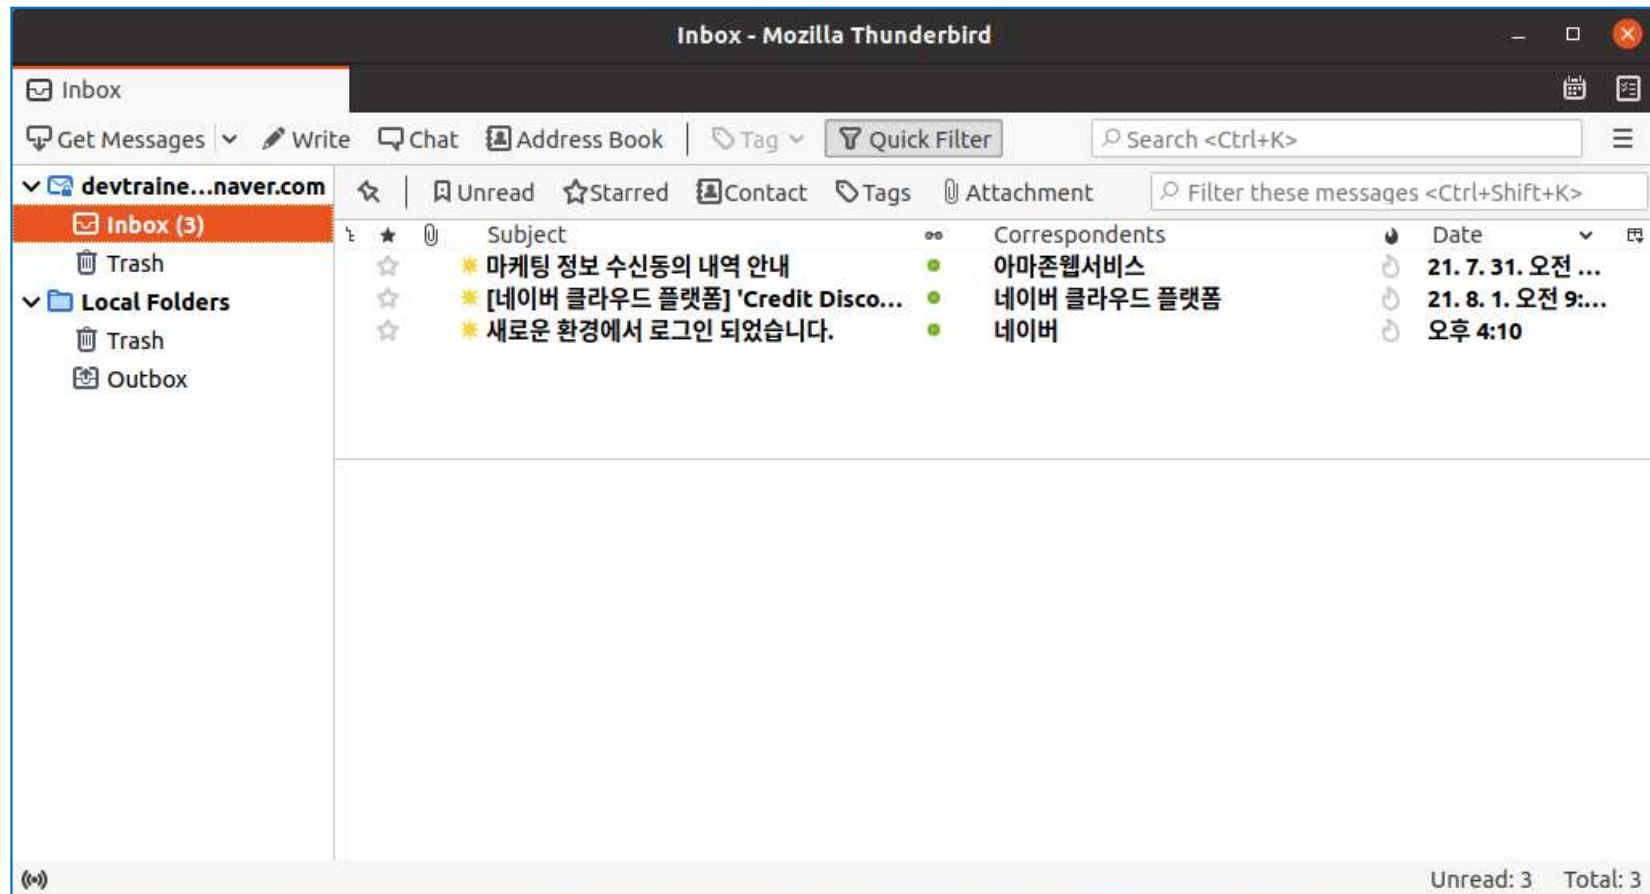 Inbox - Mozilla Thunderbird
Inbox
Get Messages Write Chat Address Book Tag Quick Filter Search <Ctrl+K>
devtraine...naver.com
Unread Starred Contact Tags Attachment Filter these messages <Ctrl+Shift+K>
Inbox (3)
Trash
Local Folders
Trash
Outbox
Subject Correspondents Date
마케팅 정보 수신동의 내역 안내 아마존웹서비스 21. 7. 31. 오전 ...
[네이버 클라우드 플랫폼] 'Credit Disco... 네이버 클라우드 플랫폼 21. 8. 1. 오전 9:...
새로운 환경에서 로그인 되었습니다. 네이버 오후 4:10
Unread: 3 Total: 3